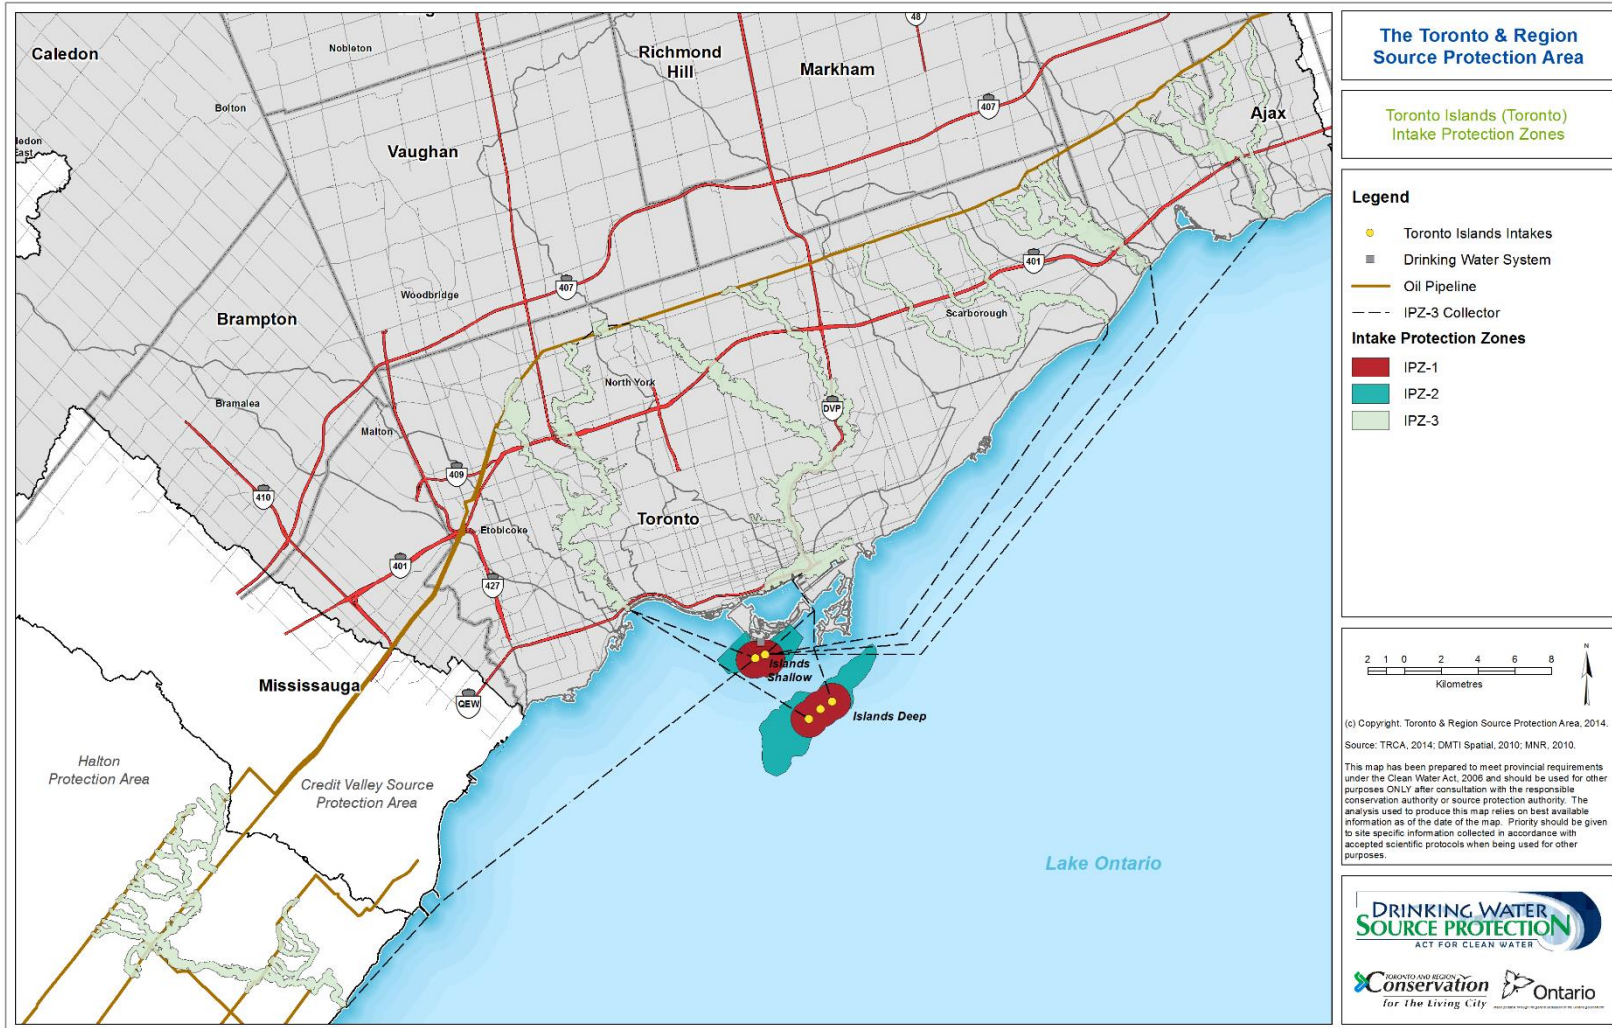 Caledon
Nobleton
Richmond
Hill
Markham
48
Bolton
407
Ajax
Vaughan
East
401
407
Woodbridge
Brampton
Scarborough
North York
Bramalea
DVP
Malton
409
410
Toronto
Etobicoke
401
427
Islands
Shallow
Mississauga
QEW
Islands Deep
Halton
Protection Area
Credit Valley Source
Protection Area
Lake Ontario
The Toronto & Region
Source Protection Area
Toronto Islands (Toronto)
Intake Protection Zones
Legend
Toronto Islands Intakes
Drinking Water System
Oil Pipeline
IPZ-3 Collector
Intake Protection Zones
IPZ-1
IPZ-2
IPZ-3
N
2 1 0 2 4 6 8
Kilometres
(c) Copyright. Toronto & Region Source Protection Area, 2014.
Source: TRCA, 2014; DMTI Spatial, 2010; MNR, 2010.
This map has been prepared to meet provincial requirements
under the Clean Water Act, 2006 and should be used for other
purposes ONLY after consultation with the responsible
conservation authority or source protection authority. The
analysis used to produce this map relies on best available
information as of the date of the map. Priority should be given
to site specific information collected in accordance with
accepted scientific protocols when being used for other
purposes.
DRINKING WATER
SOURCE PROTECTION
ACT FOR CLEAN WATER
TORONTO AND REGION
Conservation
for The Living City
Ontario